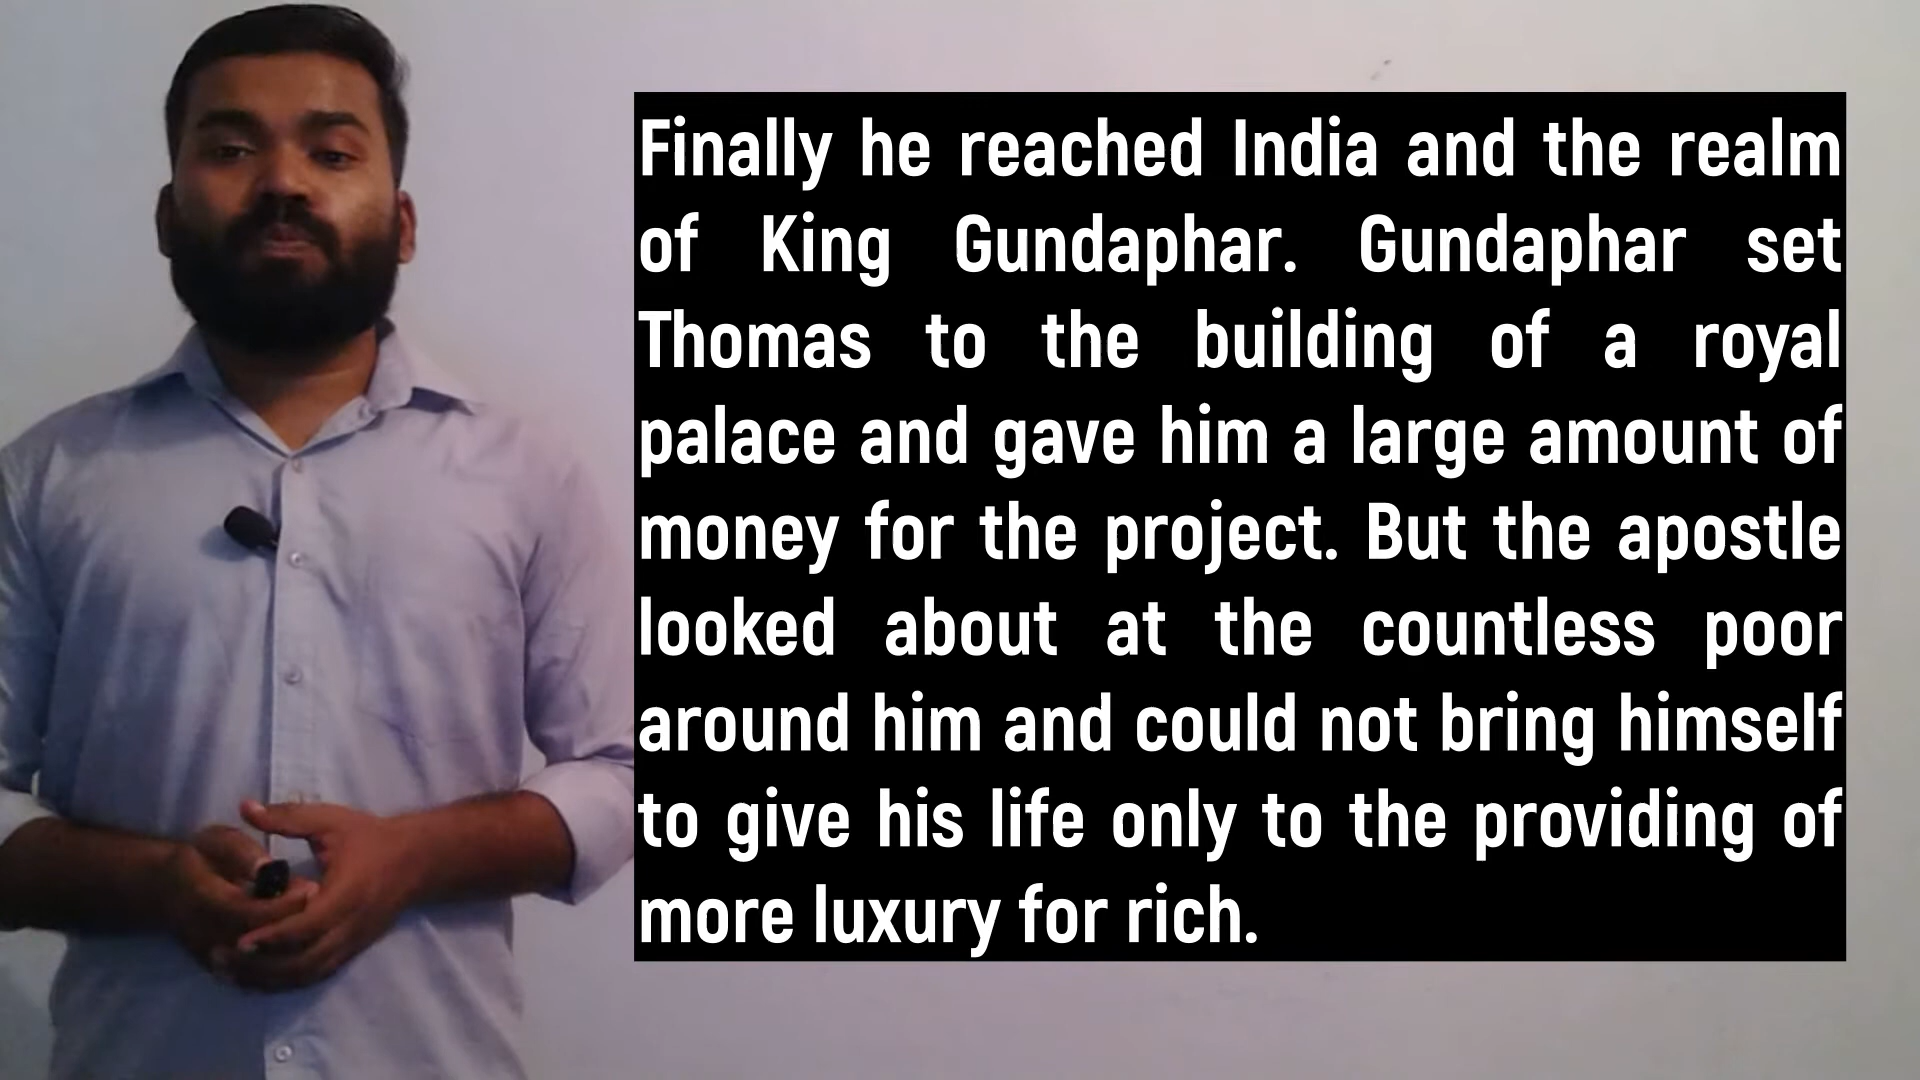 Finally he reached India and the realm
of King Gundaphar. Gundaphar set
Thomas to the building of a royal
palace and gave him a large amount of
money for the project. But the apostle
looked about at the countless poor
around him and could not bring himself
to give his life only to the providing of
more luxury for rich.